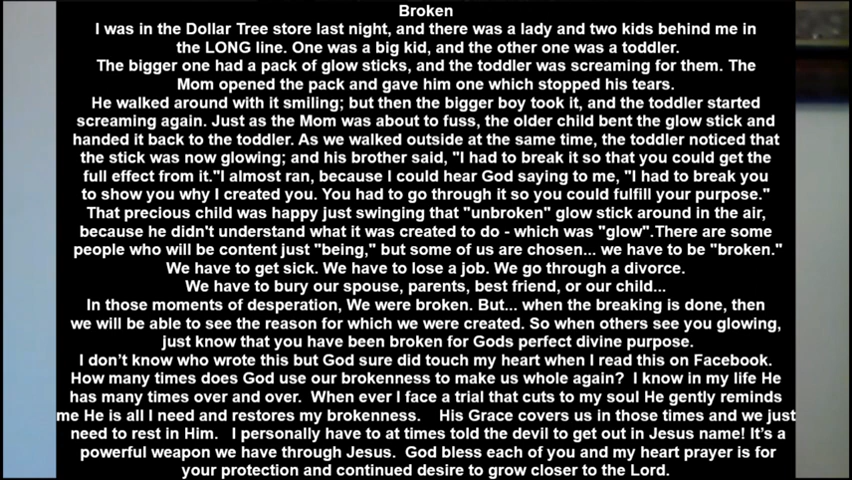 Broken
I was in the Dollar Tree store last night, and there was a lady and two kids behind me in
the LONG line. One was a big kid, and the other one was a toddler.
The bigger one had a pack of glow sticks, and the toddler was screaming for them. The
Mom opened the pack and gave him one which stopped his tears.
He walked around with it smiling; but then the bigger boy took it, and the toddler started
screaming again. Just as the Mom was about to fuss, the older child bent the glow stick and
handed it back to the toddler. As we walked outside at the same time, the toddler noticed that
the stick was now glowing; and his brother said, "I had to break it so that you could get the
full effect from it."I almost ran, because I could hear God saying to me, "I had to break you
to show you why I created you. You had to go through it so you could fulfill your purpose."
That precious child was happy just swinging that "unbroken" glow stick around in the air,
because he didn't understand what it was created to do - which was "glow".There are some
people who will be content just "being," but some of us are chosen... we have to be "broken."
We have to get sick. We have to lose a job. We go through a divorce.
We have to bury our spouse, parents, best friend, or our child...
In those moments of desperation, We were broken. But... when the breaking is done, then
we will be able to see the reason for which we were created. So when others see you glowing,
just know that you have been broken for Gods perfect divine purpose.
I don't know who wrote this but God sure did touch my heart when I read this on Facebook.
How many times does God use our brokenness to make us whole again?  I know in my life He
has many times over and over.  When ever I face a trial that cuts to my soul He gently reminds
me He is all I need and restores my brokenness.    His Grace covers us in those times and we just
need to rest in Him.   I personally have to at times told the devil to get out in Jesus name! It's a
powerful weapon we have through Jesus.  God bless each of you and my heart prayer is for
your protection and continued desire to grow closer to the Lord.